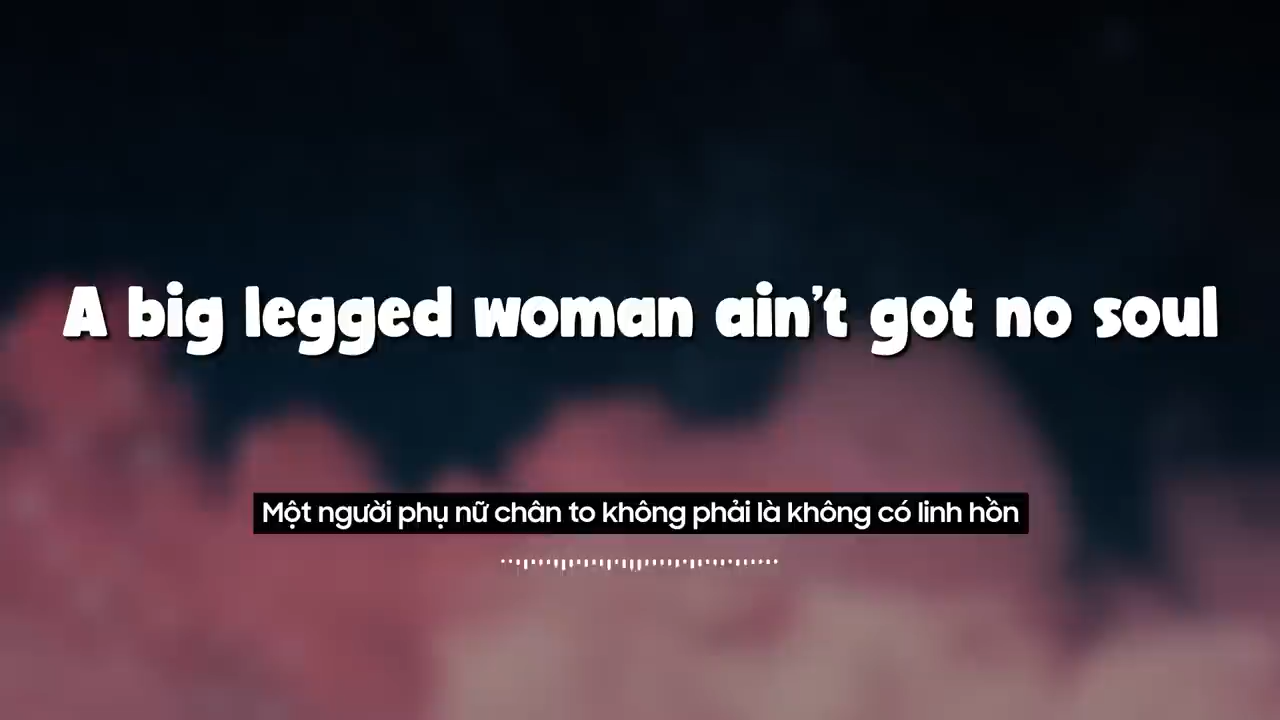 A big legged woman ain't got no soul
Một người phụ nữ chân to không phải là không có linh hồn